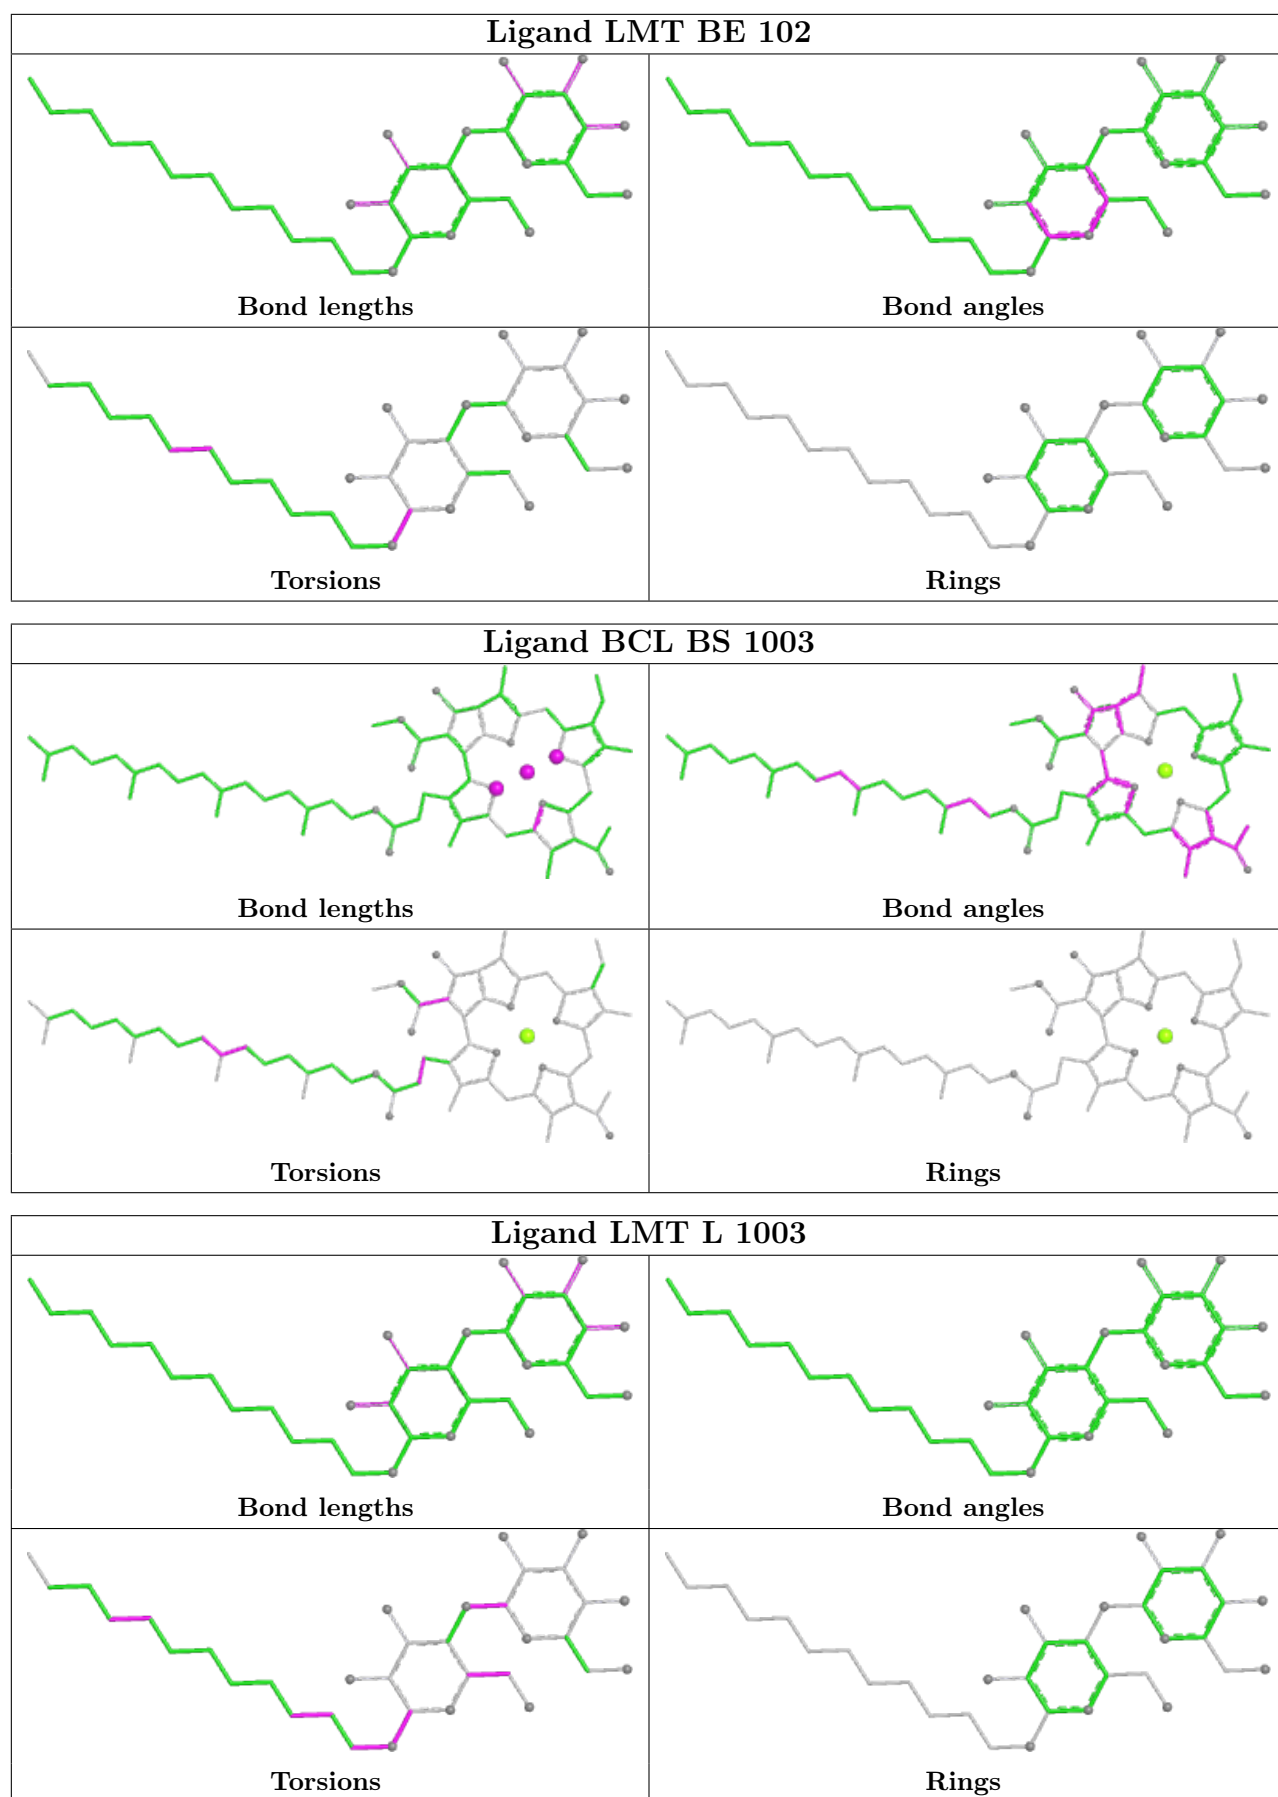 Ligand LMT BE 102
Bond lengths
Bond angles
Torsions
Rings
Ligand BCL BS 1003
Bond lengths
Bond angles
Torsions
Rings
Ligand LMT L 1003
Bond lengths
Bond angles
Torsions
Rings